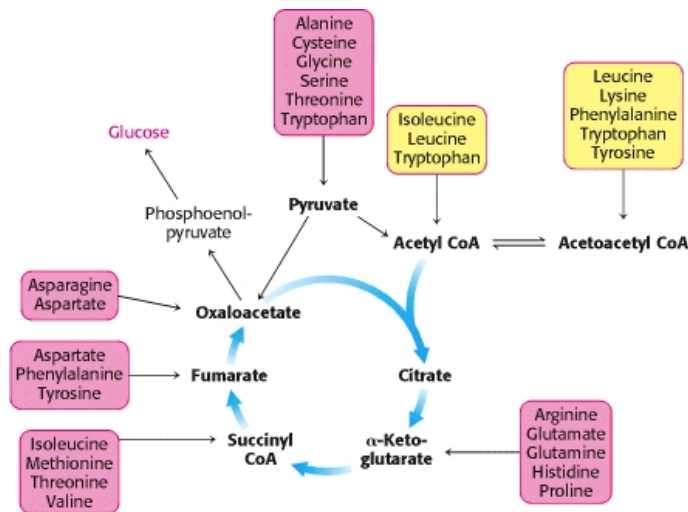 Alanine
Cysteine
Glycine
Serine
Threonine
Tryptophan
Isoleucine
Leucine
Tryptophan
Leucine
Lysine
Phenylalanine
Tryptophan
Tyrosine
Glucose
Phosphoenol-
pyruvate
Pyruvate
Acetyl CoA
Acetoacetyl CoA
Asparagine
Aspartate
Oxaloacetate
Aspartate
Phenylalanine
Tyrosine
Fumarate
Citrate
Isoleucine
Methionine
Threonine
Valine
Succinyl
CoA
α-Keto-
glutarate
Arginine
Glutamate
Glutamine
Histidine
Proline